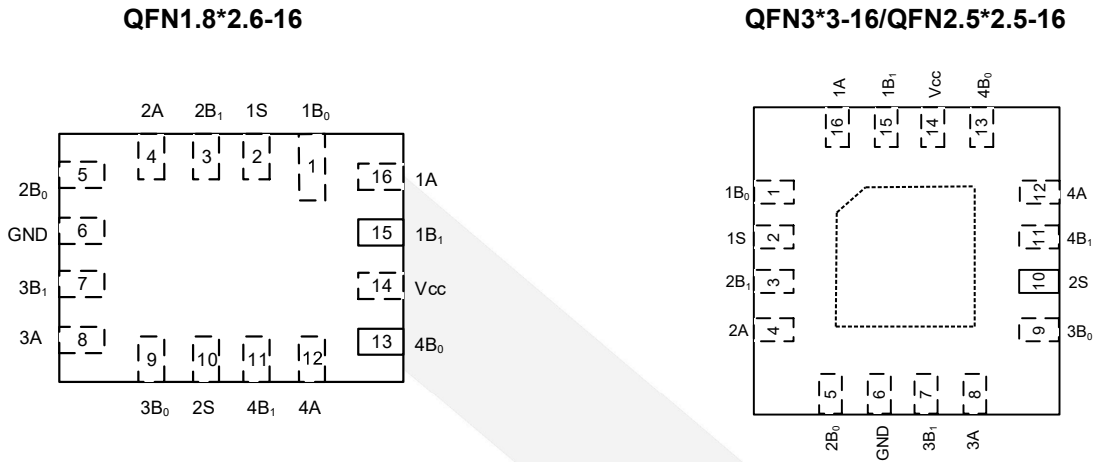 QFN1.8*2.6-16
2A 2B₁ 1S 1B₀
4 3 2 1
5 16
2B₀ 1A
GND 6 15 1B₁
3B₁ 7 14 Vcc
3A 8 13 4B₀
9 10 11 12
3B₀ 2S 4B₁ 4A
QFN3*3-16/QFN2.5*2.5-16
1A 1B₁ Vcc 4B₀
16 15 14 13
1B₀ 1 12 4A
1S 2 11 4B₁
2B₁ 3 10 2S
2A 4 9 3B₀
5 6 7 8
2B₀ GND 3B₁ 3A